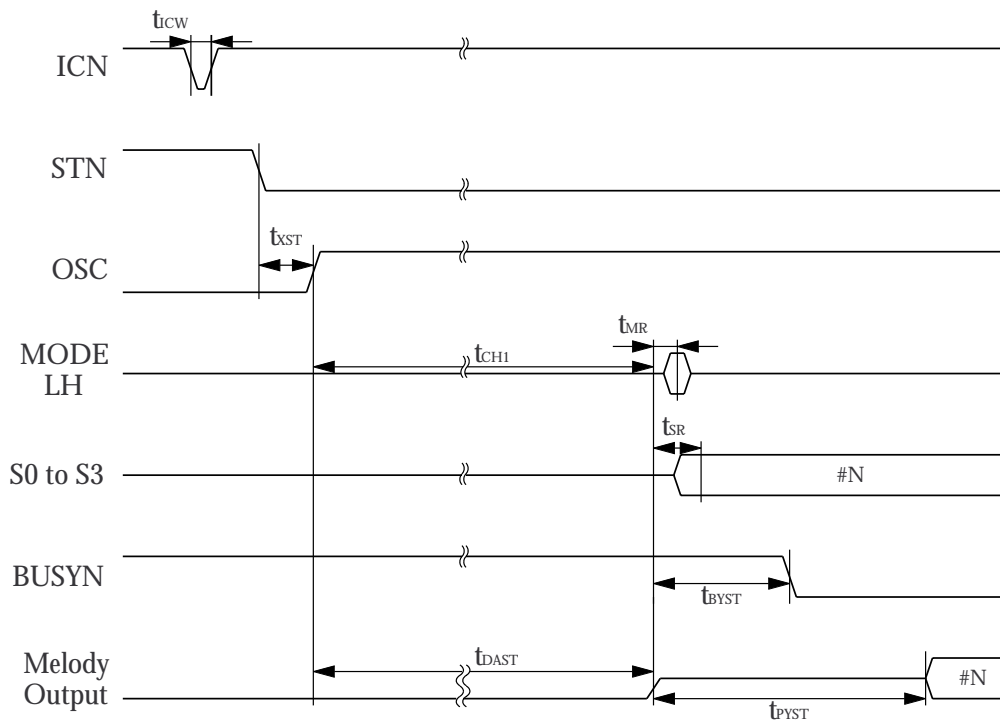 tICW
ICN
STN
tXST
OSC
tMR
MODE
LH
tCH1
tSR
S0 to S3
#N
BUSYN
tBYST
Melody
Output
tDAST
#N
tPYST